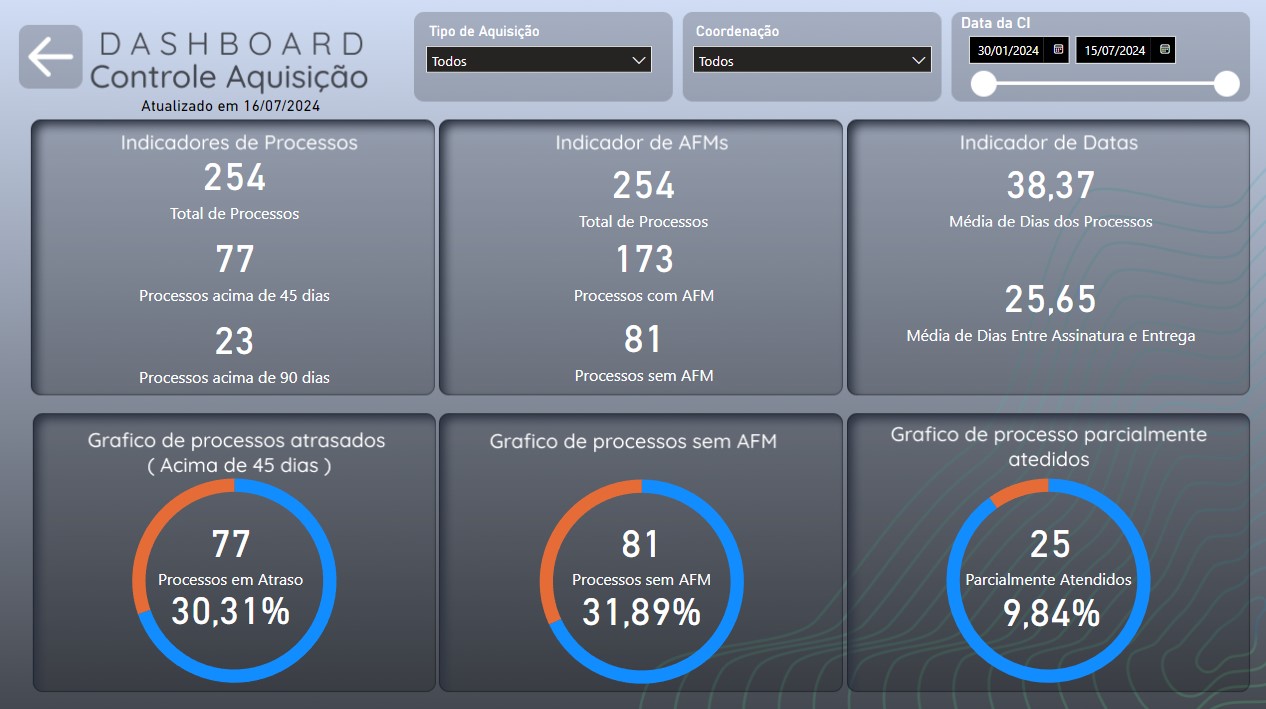 DASHBOARD
Controle Aquisição
Atualizado em 16/07/2024
Tipo de Aquisição
Todos
Coordenação
Todos
Data da CI
30/01/2024
15/07/2024
Indicadores de Processos
254
Total de Processos
77
Processos acima de 45 dias
23
Processos acima de 90 dias
Indicador de AFMs
254
Total de Processos
173
Processos com AFM
81
Processos sem AFM
Indicador de Datas
38,37
Média de Dias dos Processos
25,65
Média de Dias Entre Assinatura e Entrega
Grafico de processos atrasados
( Acima de 45 dias )
77
Processos em Atraso
30,31%
Grafico de processos sem AFM
81
Processos sem AFM
31,89%
Grafico de processo parcialmente
atedidos
25
Parcialmente Atendidos
9,84%